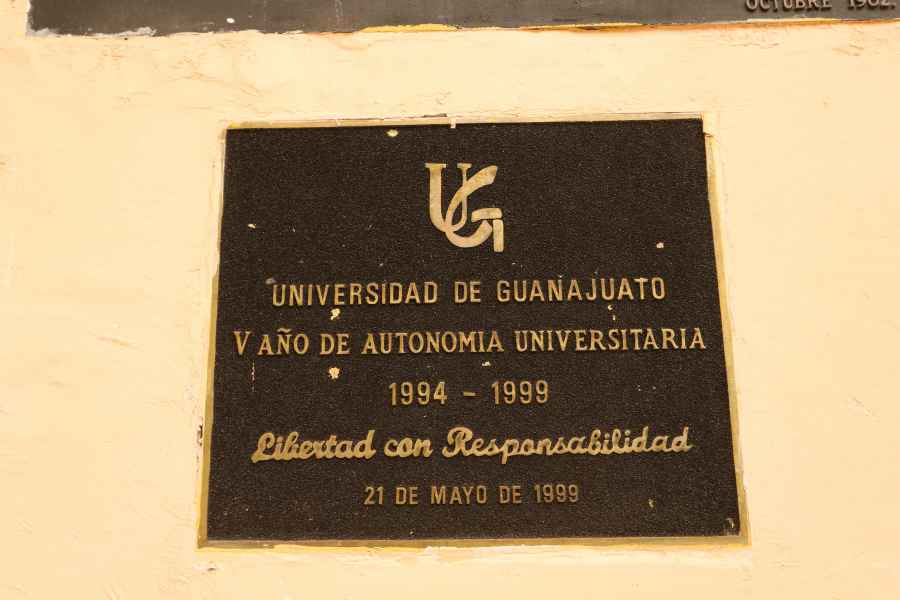 OCTUBRE 1982.
UG
UNIVERSIDAD DE GUANAJUATO
V AÑO DE AUTONOMIA UNIVERSITARIA
1994 - 1999
Libertad con Responsabilidad
21 DE MAYO DE 1999